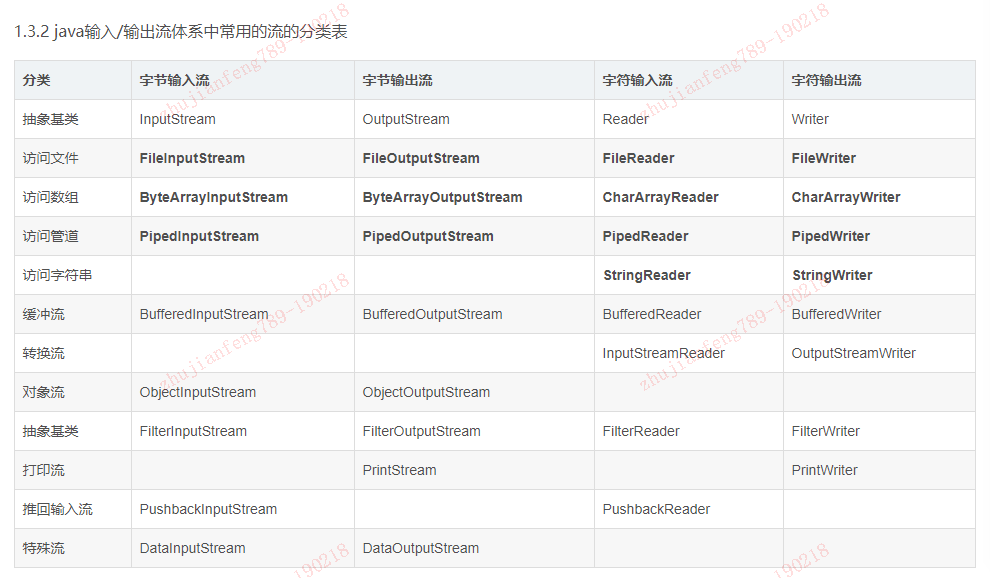 1.3.2 java输入/输出流体系中常用的流的分类表
分类 字节输入流 字节输出流 字符输入流 字符输出流
抽象基类 InputStream OutputStream Reader Writer
访问文件 FileInputStream FileOutputStream FileReader FileWriter
访问数组 ByteArrayInputStream ByteArrayOutputStream CharArrayReader CharArrayWriter
访问管道 PipedInputStream PipedOutputStream PipedReader PipedWriter
访问字符串 StringReader StringWriter
缓冲流 BufferedInputStream BufferedOutputStream BufferedReader BufferedWriter
转换流 InputStreamReader OutputStreamWriter
对象流 ObjectInputStream ObjectOutputStream
抽象基类 FilterInputStream FilterOutputStream FilterReader FilterWriter
打印流 PrintStream PrintWriter
推回输入流 PushbackInputStream PushbackReader
特殊流 DataInputStream DataOutputStream
zhujianfeng789-190218
zhujianfeng789-190218
zhujianfeng789-190218
zhujianfeng789-190218
190218
190218